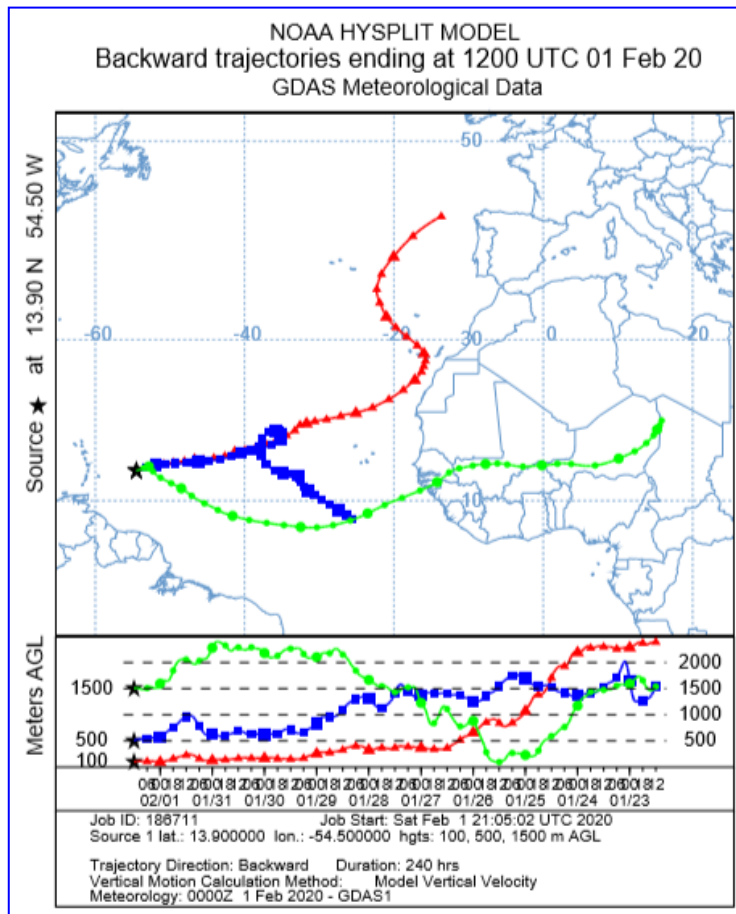 NOAA HYSPLIT MODEL
Backward trajectories ending at 1200 UTC 01 Feb 20
GDAS Meteorological Data
Source ★ at 13.90 N 54.50 W
50
-60 -40 -20 30 0 20
10
Meters AGL
2000
1500 1500
1000
500 500
100
02/01 01/31 01/30 01/29 01/28 01/27 01/26 01/25 01/24 01/23
Job ID: 186711 Job Start: Sat Feb 1 21:05:02 UTC 2020
Source 1 lat.: 13.900000 lon.: -54.500000 hgts: 100, 500, 1500 m AGL
Trajectory Direction: Backward Duration: 240 hrs
Vertical Motion Calculation Method: Model Vertical Velocity
Meteorology: 0000Z 1 Feb 2020 - GDAS1